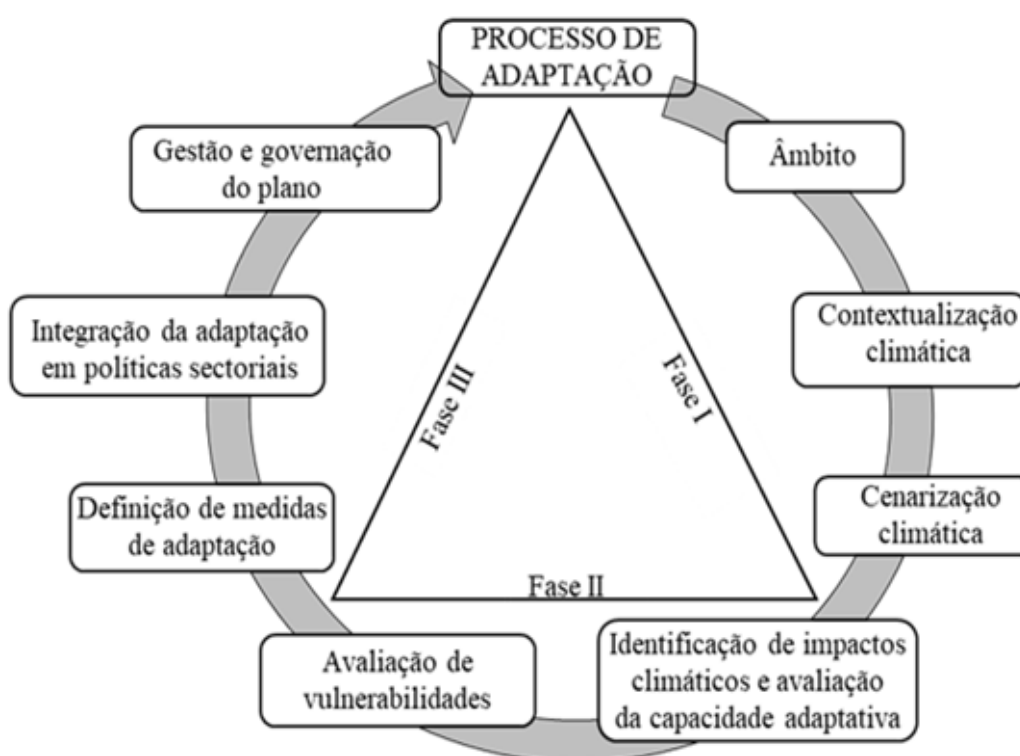 PROCESSO DE
ADAPTAÇÃO
Âmbito
Contextualização
climática
Cenarização
climática
Identificação de impactos
climáticos e avaliação
da capacidade adaptativa
Avaliação de
vulnerabilidades
Definição de medidas
de adaptação
Integração da adaptação
em políticas sectoriais
Gestão e governação
do plano
Fase I
Fase II
Fase III